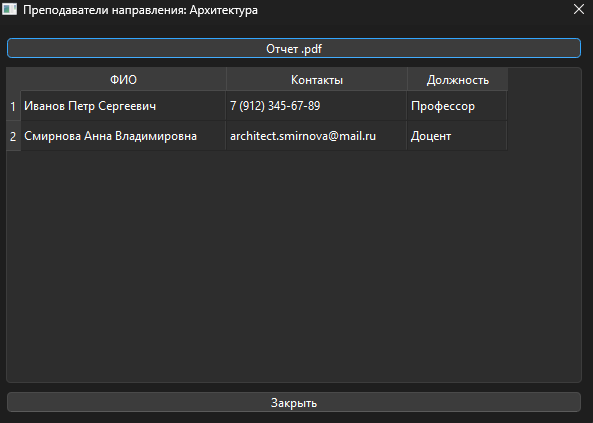 Преподаватели направления: Архитектура
Отчет .pdf
ФИО Контакты Должность
1 Иванов Петр Сергеевич 7 (912) 345-67-89 Профессор
2 Смирнова Анна Владимировна architect.smirnova@mail.ru Доцент
Закрыть